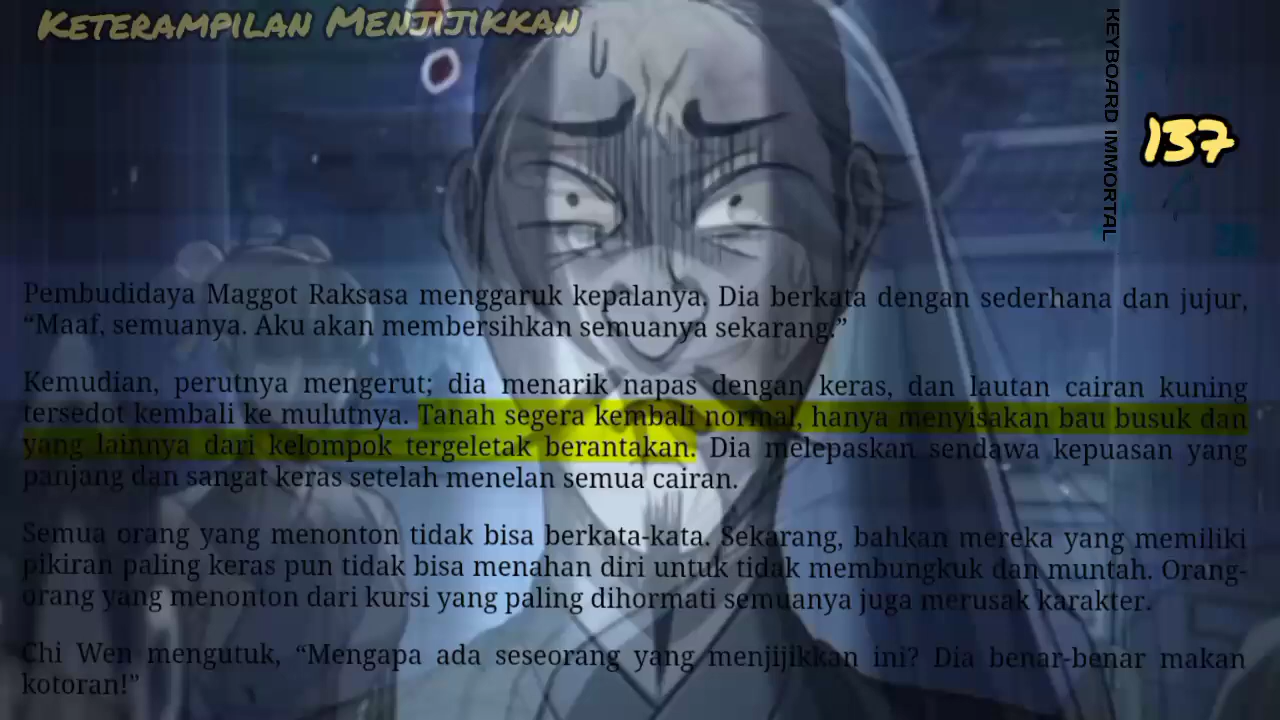 KETERAMPILAN MENJIJIKKAN
KEYBOARD IMMORTAL
137
Pembudidaya Maggot Raksasa menggaruk kepalanya. Dia berkata dengan sederhana dan jujur,
“Maaf, semuanya. Aku akan membersihkan semuanya sekarang.”
Kemudian, perutnya mengerut; dia menarik napas dengan keras, dan lautan cairan kuning
tersedot kembali ke mulutnya. Tanah segera kembali normal, hanya menyisakan bau busuk dan
yang lainnya dari kelompok tergeletak berantakan. Dia melepaskan sendawa kepuasan yang
panjang dan sangat keras setelah menelan semua cairan.
Semua orang yang menonton tidak bisa berkata-kata. Sekarang, bahkan mereka yang memiliki
pikiran paling keras pun tidak bisa menahan diri untuk tidak membungkuk dan muntah. Orang-
orang yang menonton dari kursi yang paling dihormati semuanya juga merusak karakter.
Chi Wen mengutuk, “Mengapa ada seseorang yang menjijikkan ini? Dia benar-benar makan
kotoran!”